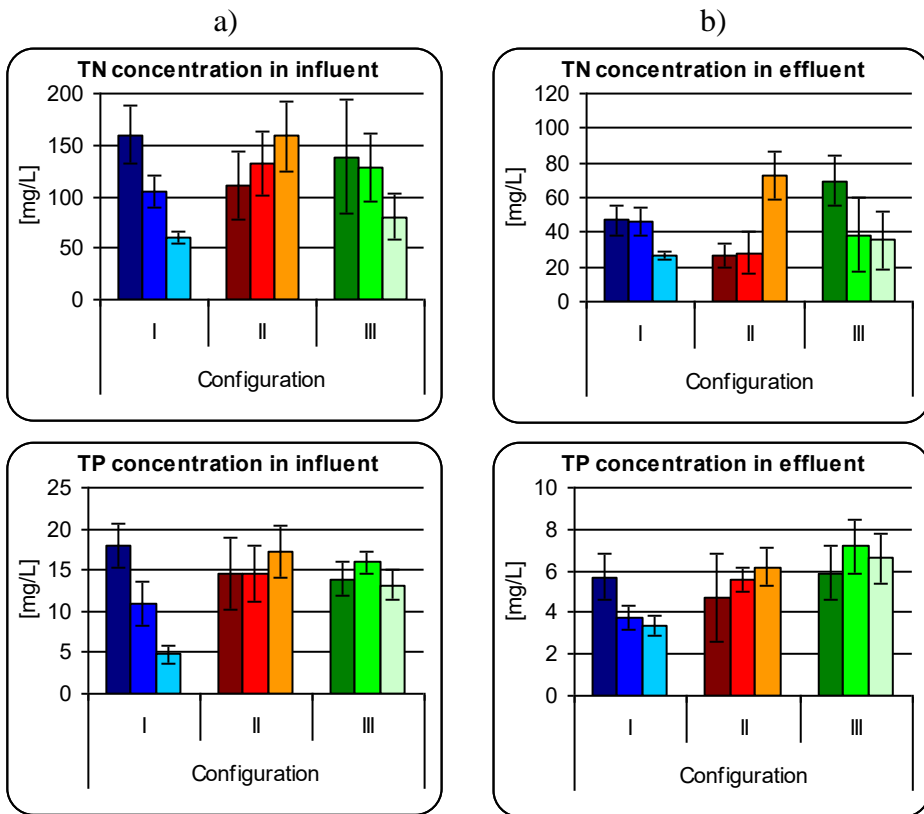 a)
TN concentration in influent
[mg/L]
200
150
100
50
0
I II III
Configuration
b)
TN concentration in effluent
[mg/L]
120
100
80
60
40
20
0
I II III
Configuration
TP concentration in influent
[mg/L]
25
20
15
10
5
0
I II III
Configuration
TP concentration in effluent
[mg/L]
10
8
6
4
2
0
I II III
Configuration